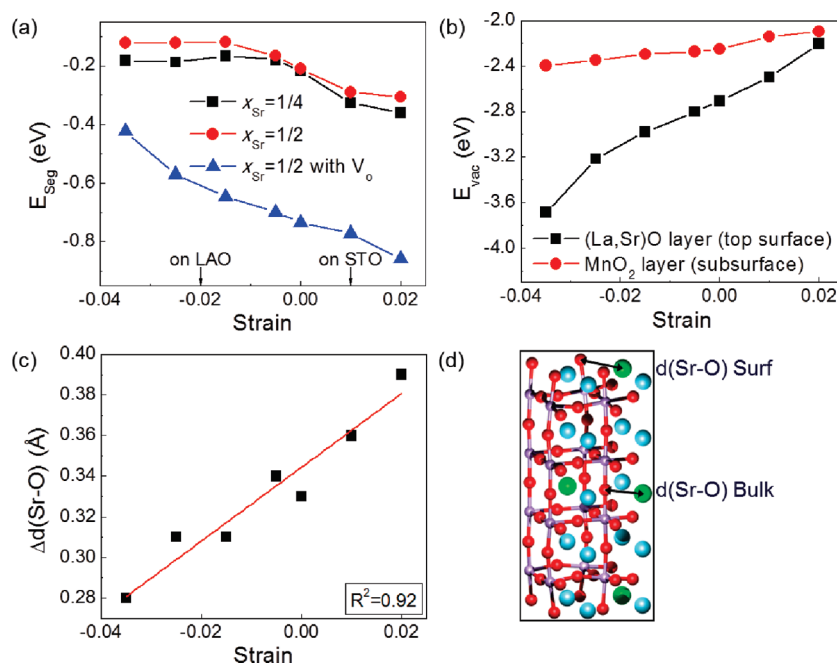 (a)
-0.2
-0.4
-0.6
-0.8
E_Seg (eV)
x_Sr=1/4
x_Sr=1/2
x_Sr=1/2 with V_o
on LAO
on STO
-0.04
-0.02
0.00
0.02
Strain
(b)
-2.0
-2.4
-2.8
-3.2
-3.6
-4.0
E_vac (eV)
(La,Sr)O layer (top surface)
MnO₂ layer (subsurface)
-0.04
-0.02
0.00
0.02
Strain
(c)
0.40
0.38
0.36
0.34
0.32
0.30
0.28
Δd(Sr-O) (Å)
R²=0.92
-0.04
-0.02
0.00
0.02
Strain
(d)
d(Sr-O) Surf
d(Sr-O) Bulk